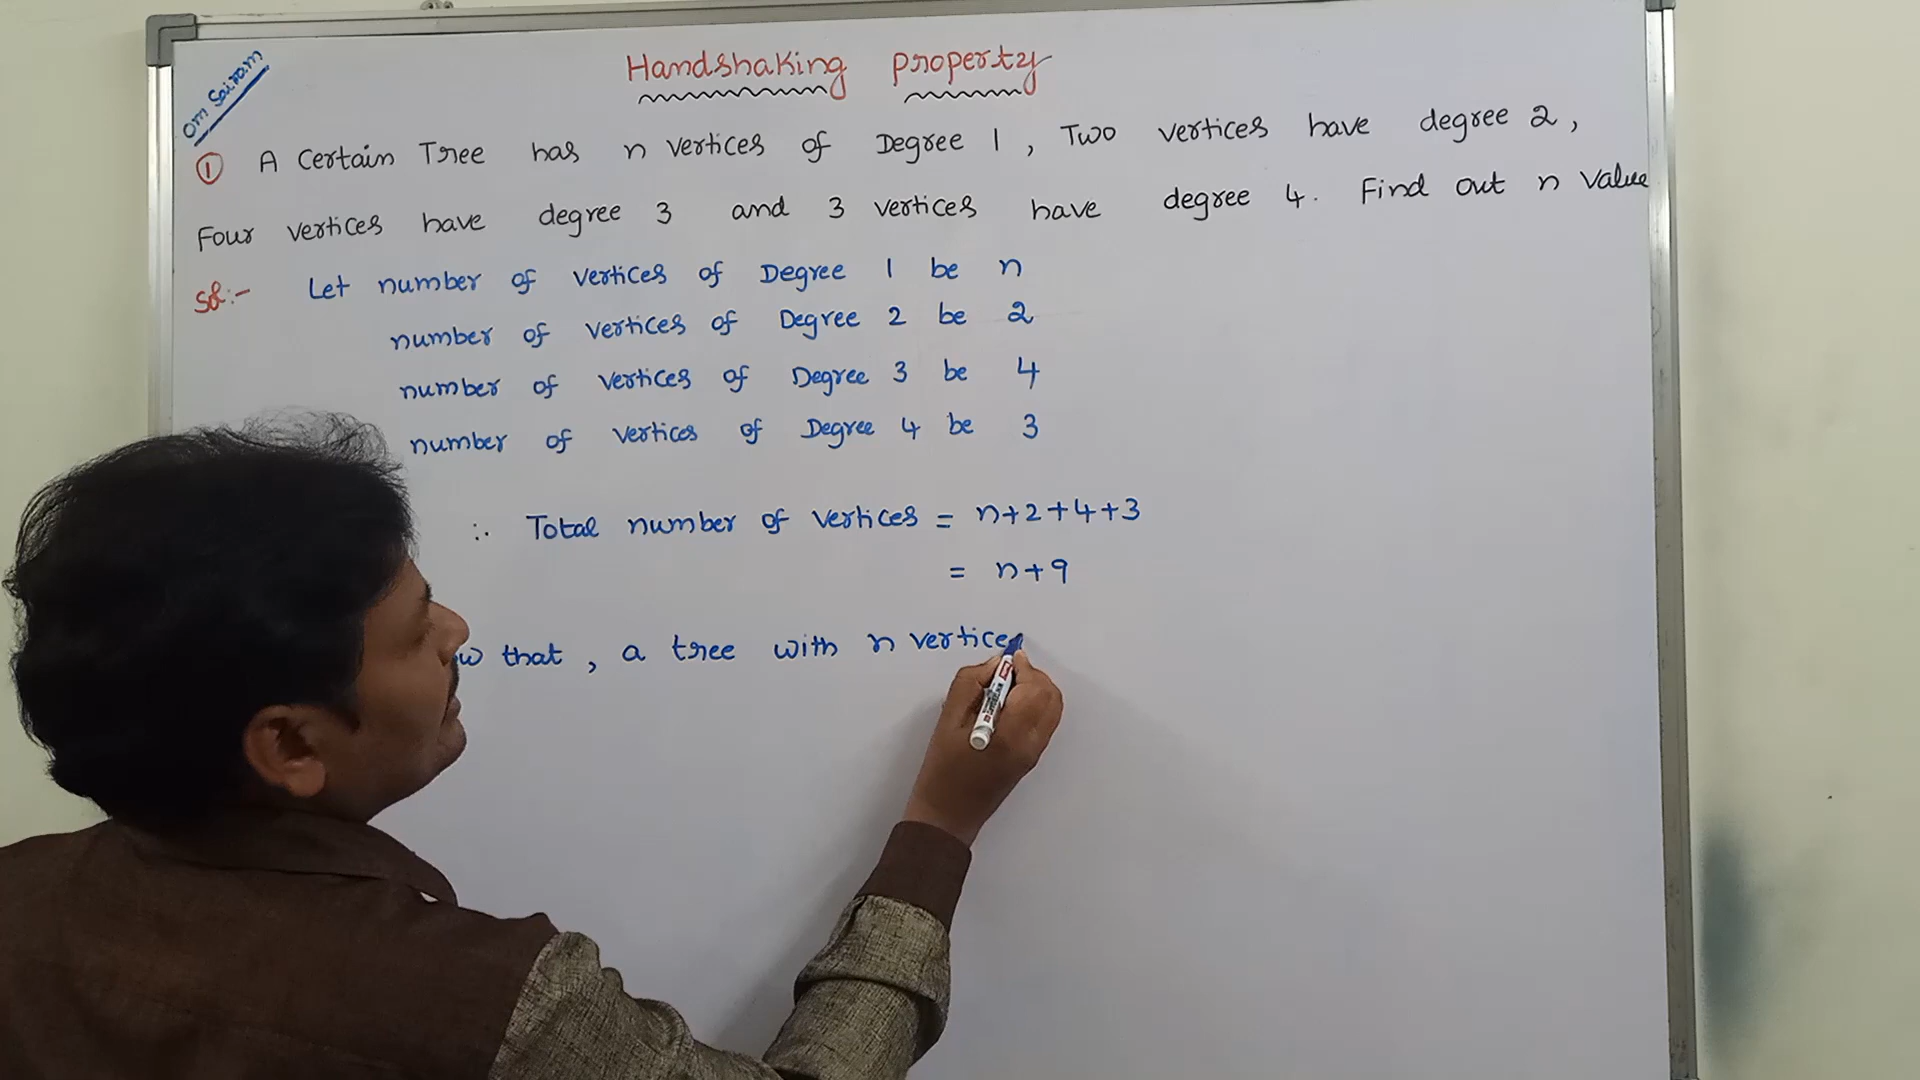 Om Sairam
Handshaking property
① A Certain Tree has n vertices of Degree 1, Two vertices have degree 2,
Four vertices have degree 3 and 3 vertices have degree 4. Find out n value
Sol:- Let number of vertices of Degree 1 be n
number of vertices of Degree 2 be 2
number of vertices of Degree 3 be 4
number of vertices of Degree 4 be 3
∴ Total number of vertices = n+2+4+3
= n+9
that, a tree with n vertices